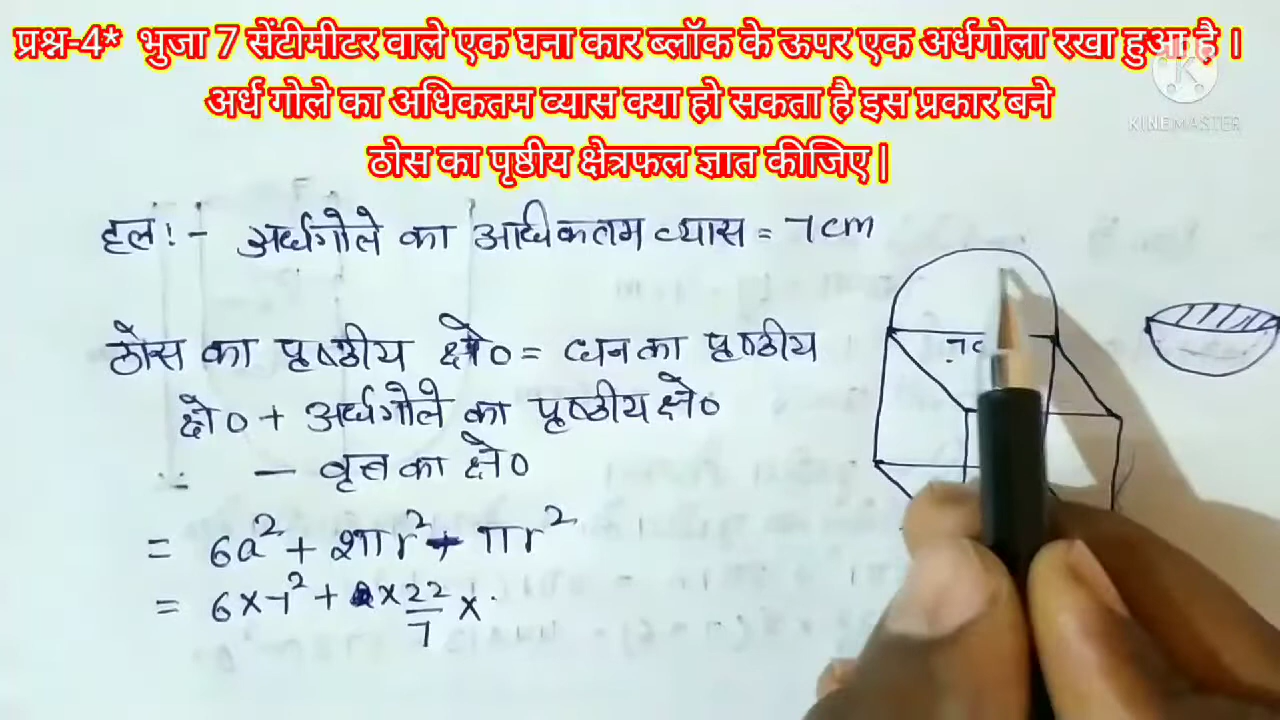 प्रश्न-4* भुजा 7 सेंटीमीटर वाले एक घना कार ब्लॉक के ऊपर एक अर्धगोला रखा हुआ है ।
अर्ध गोले का अधिकतम व्यास क्या हो सकता है इस प्रकार बने
ठोस का पृष्ठीय क्षेत्रफल ज्ञात कीजिए |
KINEMASTER
हल:- अर्धगोले का अधिकतम व्यास = 7cm
ठोस का पृष्ठीय क्षे० = घन का पृष्ठीय
क्षे० + अर्धगोले का पृष्ठीय क्षे०
- वृत्त का क्षे०
= 6a² + 2πr² - πr²
= 6×7² + 2×22/7×